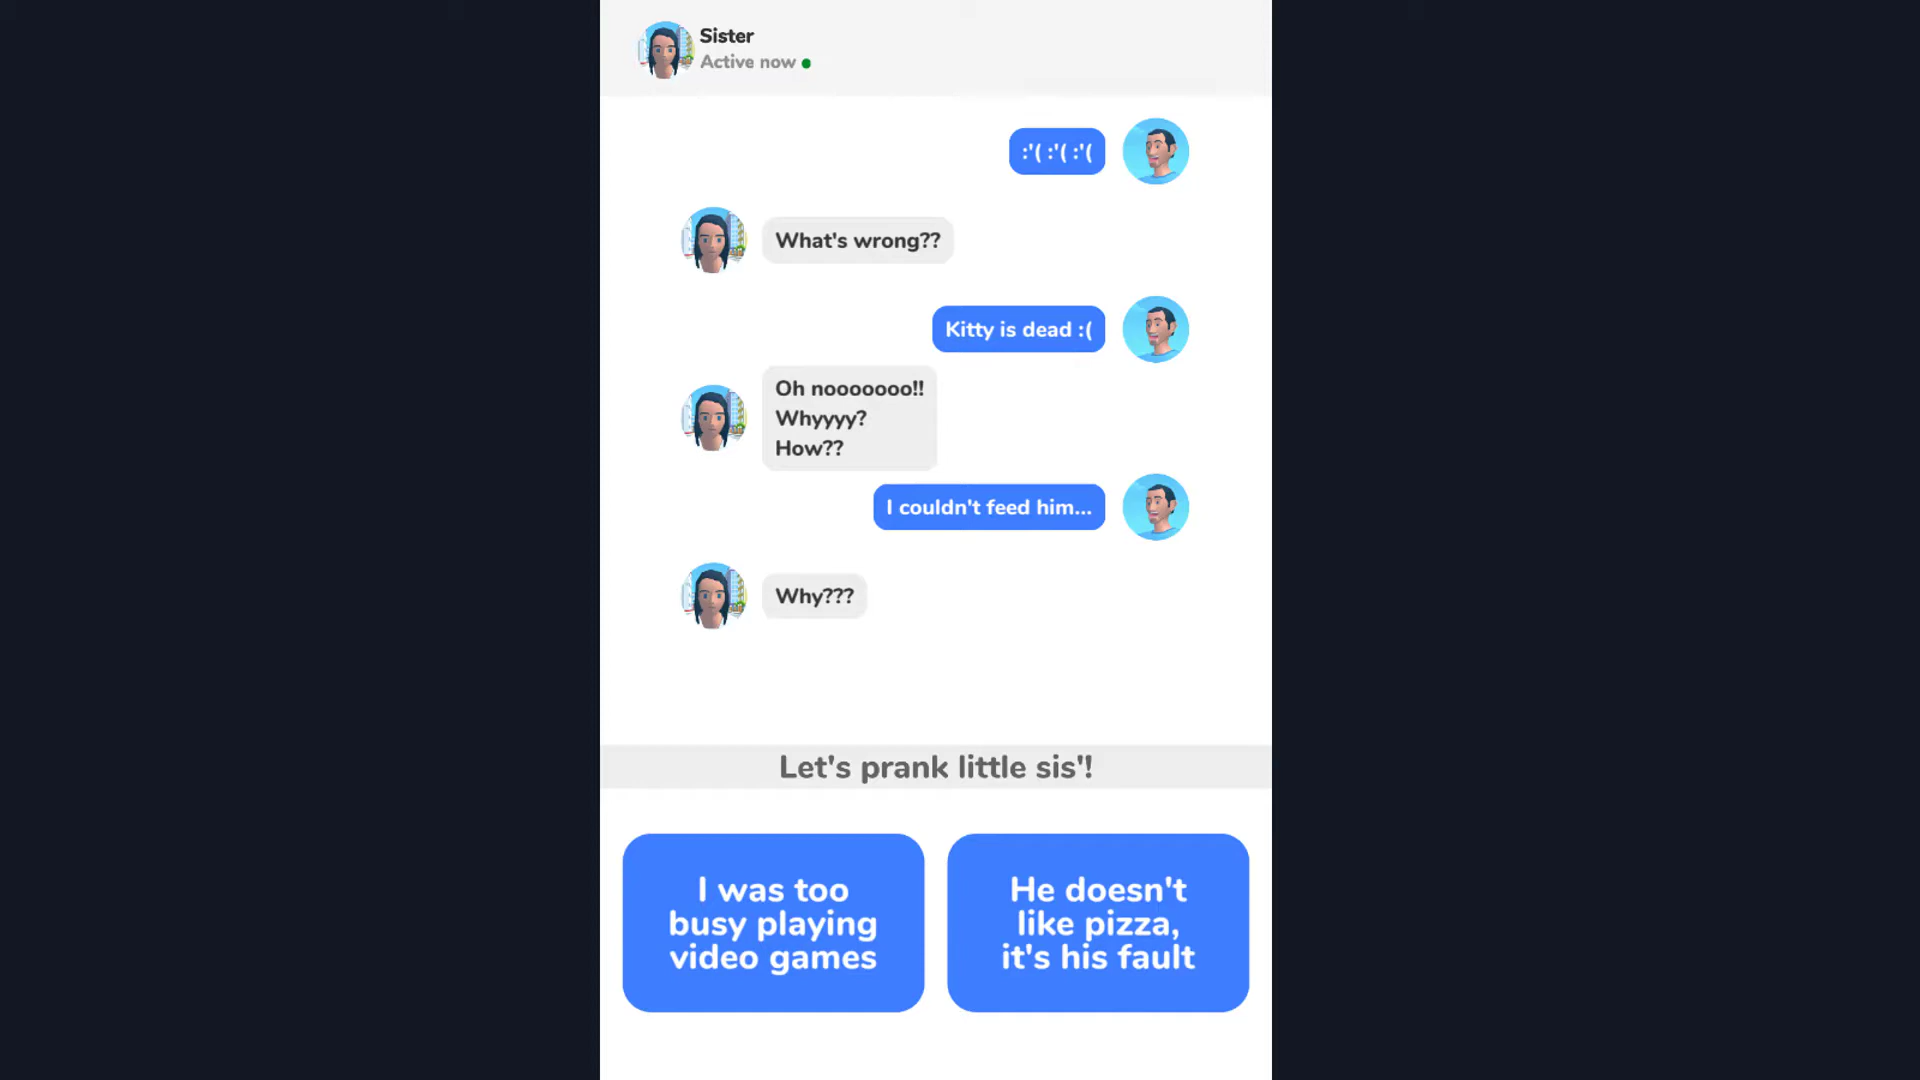 Sister
Active now
:'( :'( :'(
What's wrong??
Kitty is dead :(
Oh nooooooo!!
Whyyyy?
How??
I couldn't feed him...
Why???
Let's prank little sis'!
I was too
busy playing
video games
He doesn't
like pizza,
it's his fault